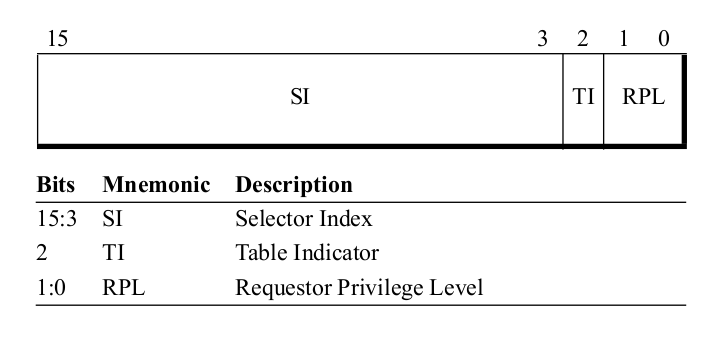 15 3 2 1 0
SI TI RPL
Bits Mnemonic Description
15:3 SI Selector Index
2 TI Table Indicator
1:0 RPL Requestor Privilege Level